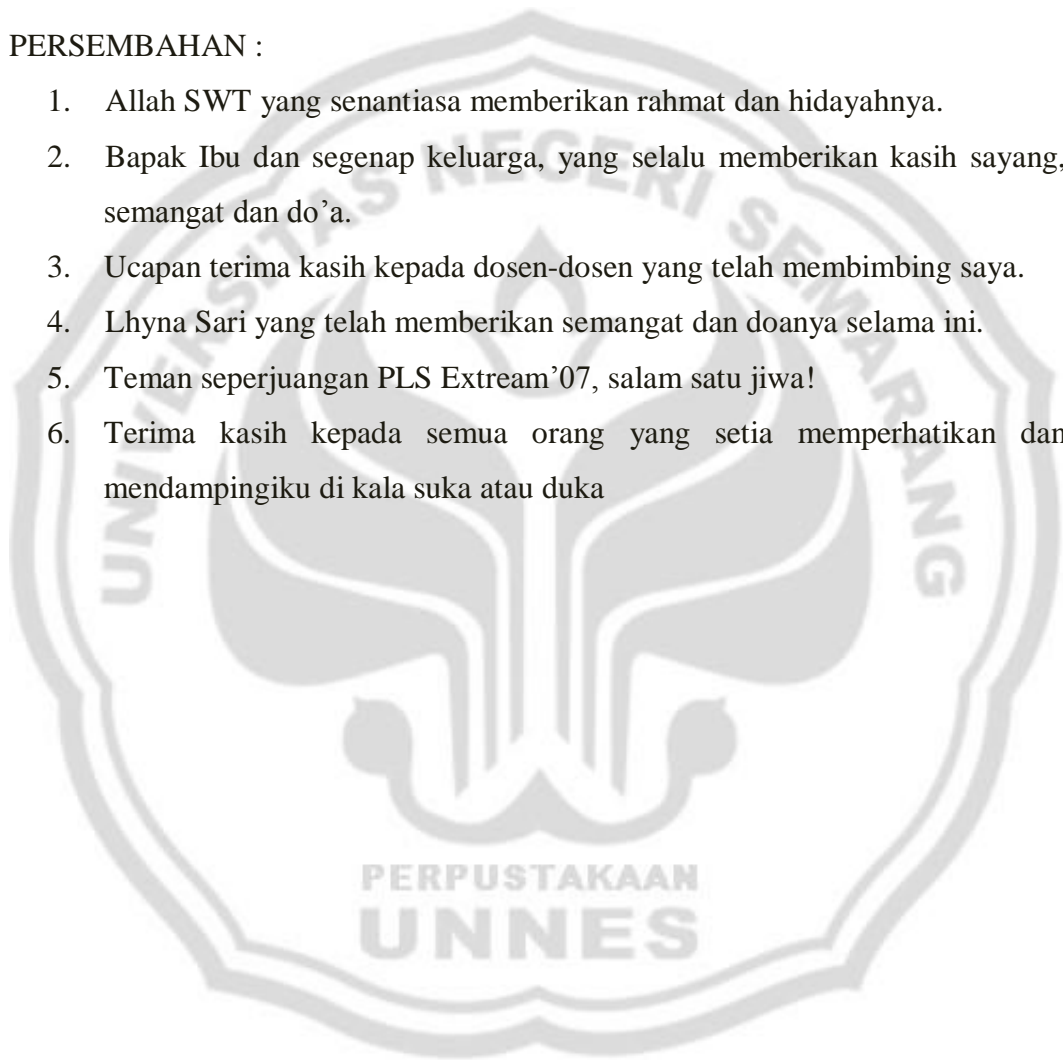 PERSEMBAHAN :
1. Allah SWT yang senantiasa memberikan rahmat dan hidayahnya.
2. Bapak Ibu dan segenap keluarga, yang selalu memberikan kasih sayang,
semangat dan do’a.
3. Ucapan terima kasih kepada dosen-dosen yang telah membimbing saya.
4. Lhyna Sari yang telah memberikan semangat dan doanya selama ini.
5. Teman seperjuangan PLS Extream’07, salam satu jiwa!
6. Terima kasih kepada semua orang yang setia memperhatikan dan
mendampingiku di kala suka atau duka
UNIVERSITAS NEGERI SEMARANG
PERPUSTAKAAN
UNNES